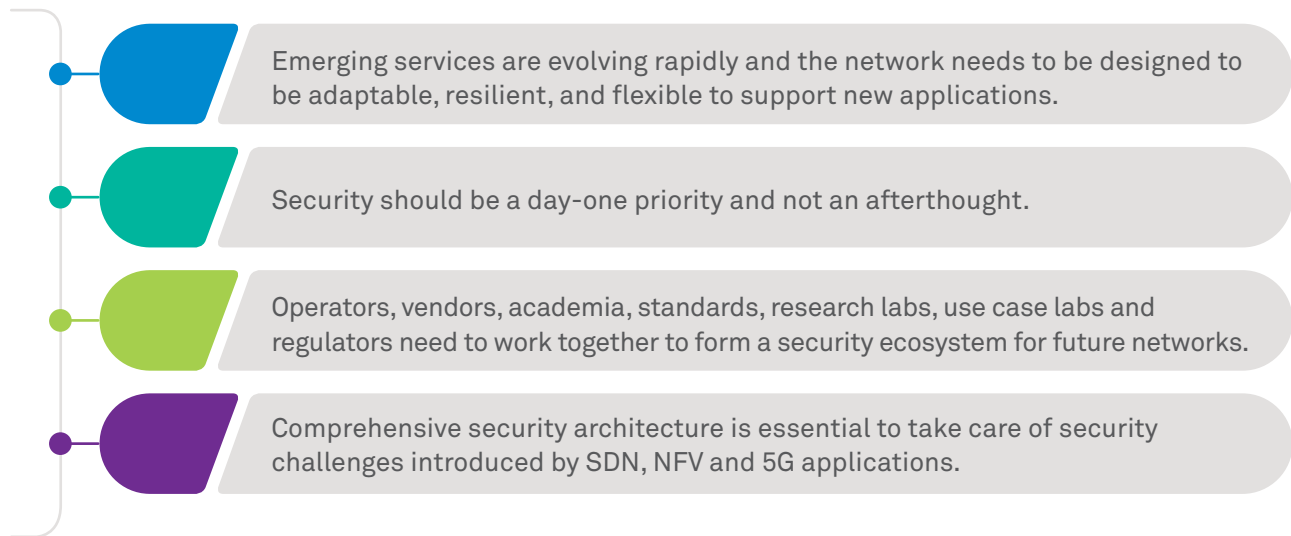 Emerging services are evolving rapidly and the network needs to be designed to
be adaptable, resilient, and flexible to support new applications.
Security should be a day-one priority and not an afterthought.
Operators, vendors, academia, standards, research labs, use case labs and
regulators need to work together to form a security ecosystem for future networks.
Comprehensive security architecture is essential to take care of security
challenges introduced by SDN, NFV and 5G applications.